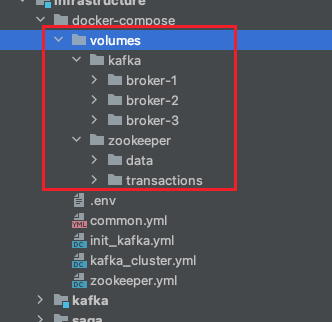 infrastructure
docker-compose
volumes
kafka
broker-1
broker-2
broker-3
zookeeper
data
transactions
.env
common.yml
init_kafka.yml
kafka_cluster.yml
zookeeper.yml
kafka
saga